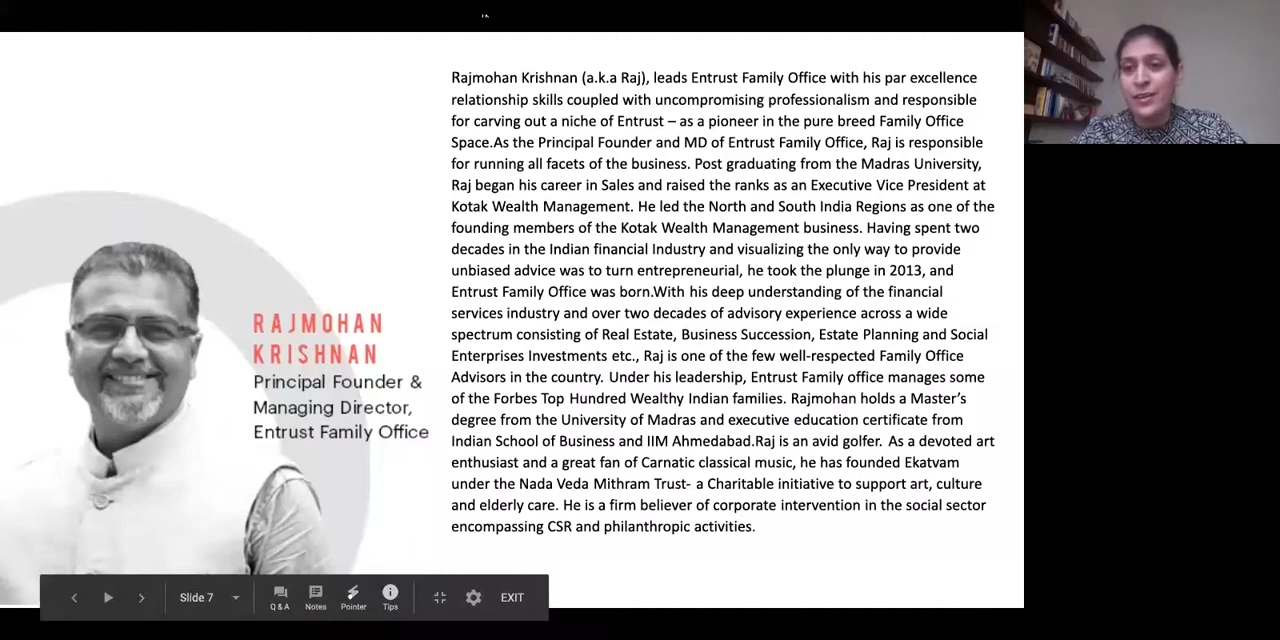 Rajmohan Krishnan (a.k.a Raj), leads Entrust Family Office with his par excellence
relationship skills coupled with uncompromising professionalism and responsible
for carving out a niche of Entrust – as a pioneer in the pure breed Family Office
Space.As the Principal Founder and MD of Entrust Family Office, Raj is responsible
for running all facets of the business. Post graduating from the Madras University,
Raj began his career in Sales and raised the ranks as an Executive Vice President at
Kotak Wealth Management. He led the North and South India Regions as one of the
founding members of the Kotak Wealth Management business. Having spent two
decades in the Indian financial Industry and visualizing the only way to provide
unbiased advice was to turn entrepreneurial, he took the plunge in 2013, and
Entrust Family Office was born.With his deep understanding of the financial
services industry and over two decades of advisory experience across a wide
spectrum consisting of Real Estate, Business Succession, Estate Planning and Social
Enterprises Investments etc., Raj is one of the few well-respected Family Office
Advisors in the country. Under his leadership, Entrust Family office manages some
of the Forbes Top Hundred Wealthy Indian families. Rajmohan holds a Master's
degree from the University of Madras and executive education certificate from
Indian School of Business and IIM Ahmedabad.Raj is an avid golfer. As a devoted art
enthusiast and a great fan of Carnatic classical music, he has founded Ekatvam
under the Nada Veda Mithram Trust- a Charitable initiative to support art, culture
and elderly care. He is a firm believer of corporate intervention in the social sector
encompassing CSR and philanthropic activities.
RAJMOHAN
KRISHNAN
Principal Founder &
Managing Director,
Entrust Family Office
Slide 7
Q & A
Notes
Pointer
Tips
EXIT